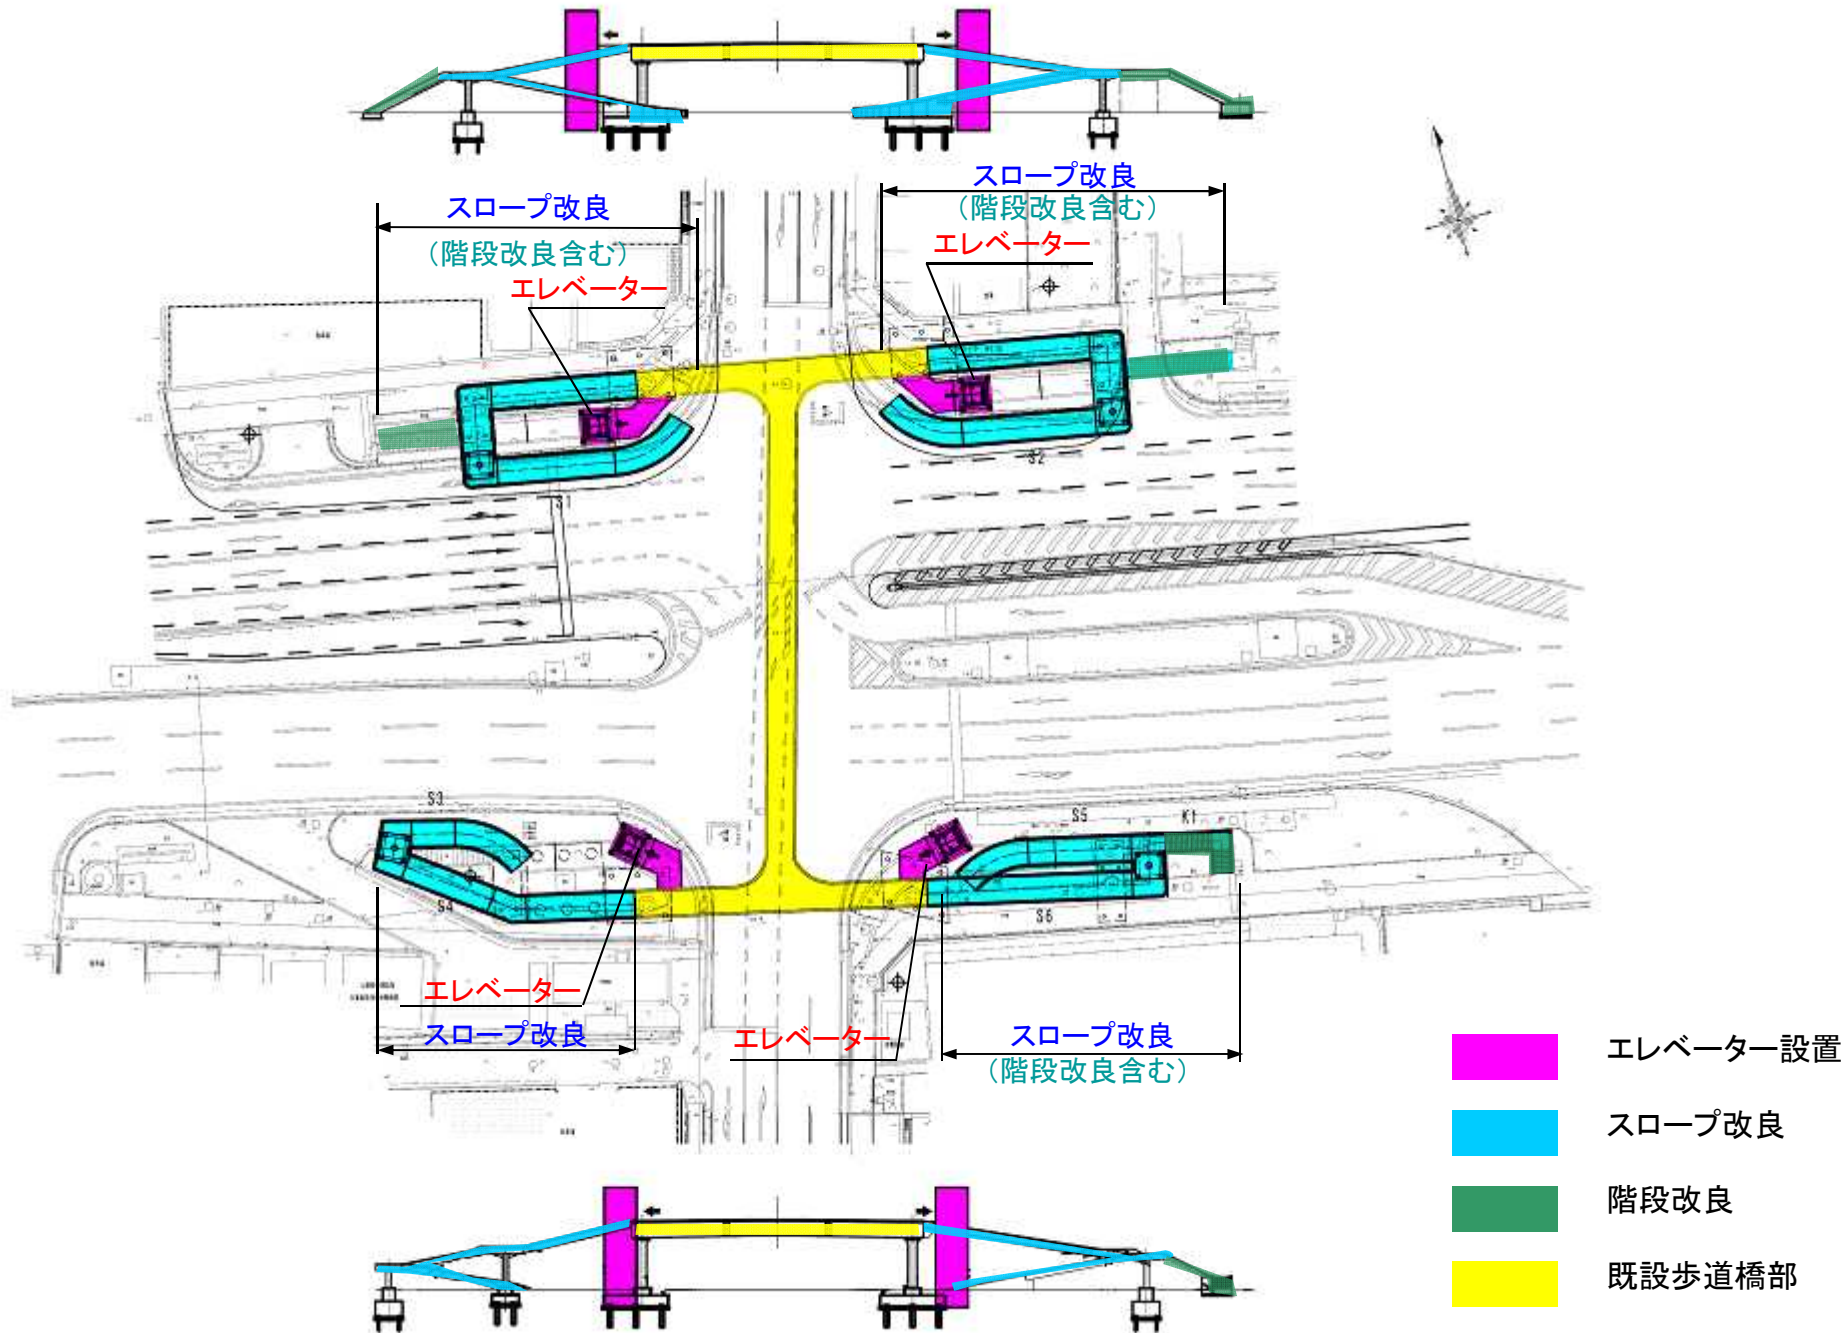 スロープ改良
（階段改良含む）
エレベーター
スロープ改良
（階段改良含む）
エレベーター
S1
S2
S3
S4
S5
K1
S6
エレベーター
スロープ改良
エレベーター
スロープ改良
（階段改良含む）
エレベーター設置
スロープ改良
階段改良
既設歩道橋部